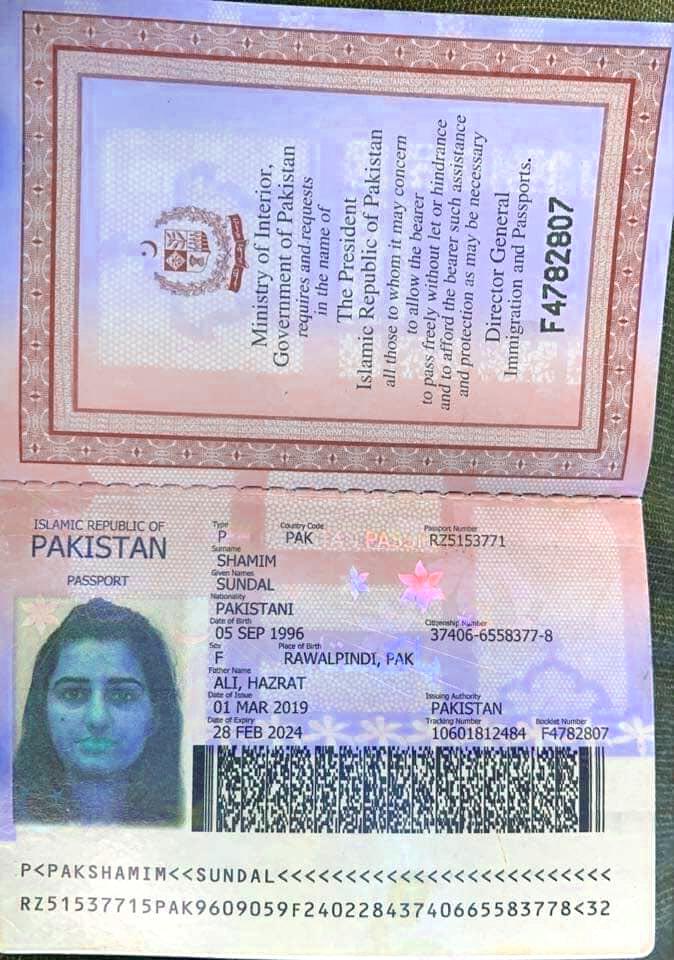 Ministry of Interior,
Government of Pakistan
requires and requests
in the name of
The President
Islamic Republic of Pakistan
all those to whom it may concern
to allow the bearer
to pass freely without let or hindrance
and to afford the bearer such assistance
and protection as may be necessary
Director General
Immigration and Passports.
F4782807
ISLAMIC REPUBLIC OF
PAKISTAN
PASSPORT
Type Country Code Passport Number
P PAK RZ5153771
Surname
SHAMIM
Given Names
SUNDAL
Nationality
PAKISTANI
Date of Birth Citizenship Number
05 SEP 1996 37406-6558377-8
Sex Place of Birth
F RAWALPINDI, PAK
Father Name
ALI, HAZRAT
Date of Issue Issuing Authority
01 MAR 2019 PAKISTAN
Date of Expiry Tracking Number Booklet Number
28 FEB 2024 10601812484 F4782807
P<PAKSHAMIM<<SUNDAL<<<<<<<<<<<<<<<<<<<<<<<<<
RZ51537715PAK9609059F24022843740665583778<32